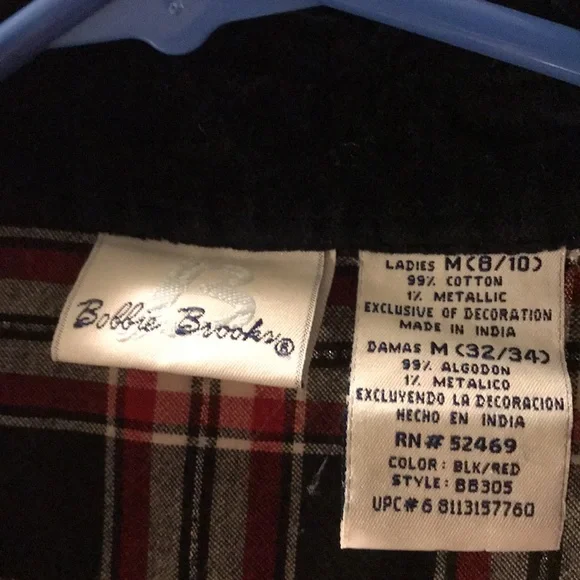 Bobbie Brooks®
LADIES M(8/10)
99% COTTON
1% METALLIC
EXCLUSIVE OF DECORATION
MADE IN INDIA
DAMAS M (32/34)
99% ALGODON
1% METALICO
EXCLUYENDO LA DECORACION
HECHO EN INDIA
RN# 52469
COLOR: BLK/RED
STYLE: BB305
UPC#6 8113157760